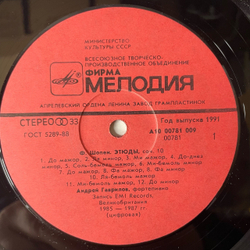 МИНИСТЕРСТВО
КУЛЬТУРЫ СССР
ВСЕСОЮЗНОЕ ТВОРЧЕСКО-
ПРОИЗВОДСТВЕННОЕ ОБЪЕДИНЕНИЕ
ФИРМА
МЕЛОДИЯ
АПРЕЛЕВСКИЙ ОРДЕНА ЛЕНИНА ЗАВОД ГРАМПЛАСТИНОК
СТЕРЕО 33
ГОСТ 5289-88
Год выпуска 1991
А10 00781 009
00781
1
Ф. Шопен. ЭТЮДЫ, соч. 10
1. До мажор, 2. Ля минор, 3. Ми мажор, 4. До-диез
минор, 5. Соль-бемоль мажор, 6. Ми-бемоль минор,
7. До мажор, 8. Фа мажор, 9. Фа минор,
10. Ля-бемоль мажор,
11. Ми-бемоль мажор, 12. До минор
Андрей Гаврилов, фортепиано
Запись EMI Records,
Великобритания
1985 — 1987 гг.
(цифровая)